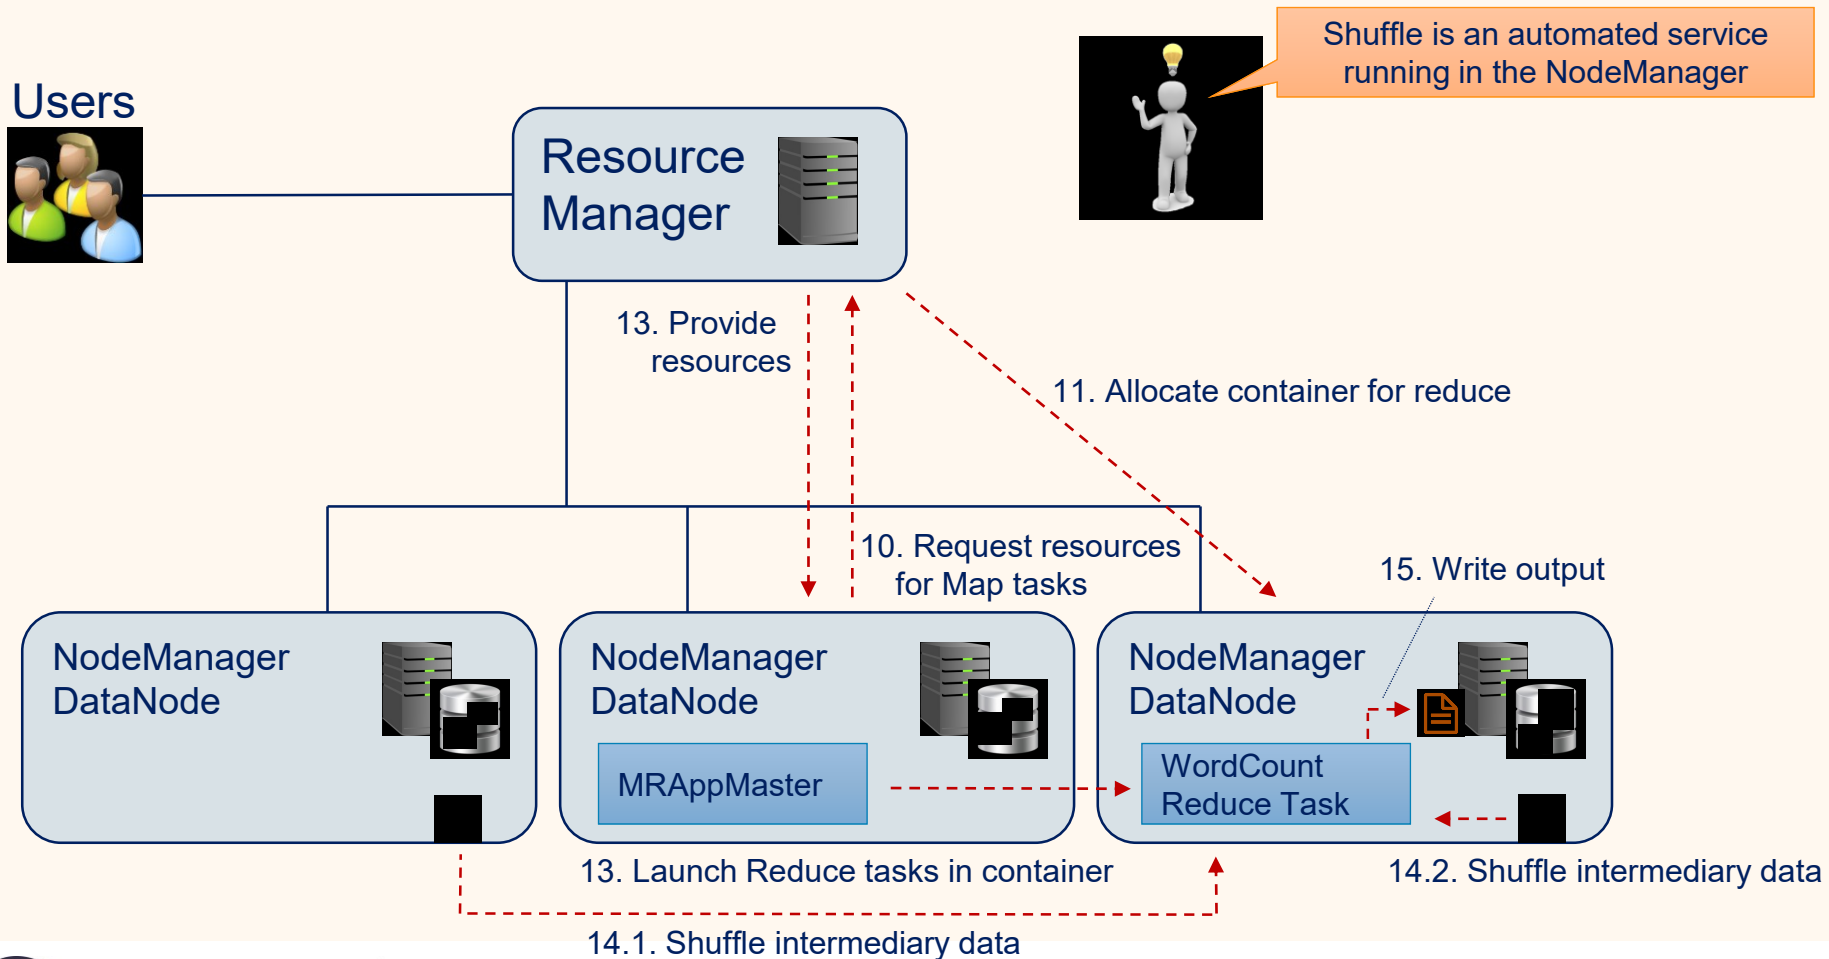 Shuffle is an automated service
running in the NodeManager
Users
Resource
Manager
13. Provide
resources
11. Allocate container for reduce
10. Request resources
for Map tasks
15. Write output
NodeManager
DataNode
NodeManager
DataNode
MRAppMaster
NodeManager
DataNode
WordCount
Reduce Task
13. Launch Reduce tasks in container
14.2. Shuffle intermediary data
14.1. Shuffle intermediary data